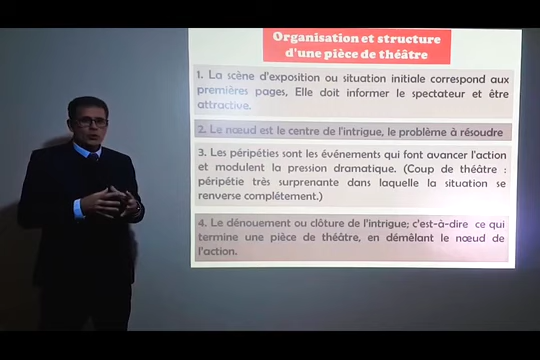 Organisation et structure
d'une pièce de théâtre
1. La scène d'exposition ou situation initiale correspond aux
premières pages, Elle doit informer le spectateur et être
attractive.
2. Le nœud est le centre de l'intrigue, le problème à résoudre
3. Les péripéties sont les événements qui font avancer l'action
et modulent la pression dramatique. (Coup de théâtre :
péripétie très surprenante dans laquelle la situation se
renverse complétement.)
4. Le dénouement ou clôture de l'intrigue; c'est-à-dire ce qui
termine une pièce de théâtre, en démêlant le nœud de
l'action.